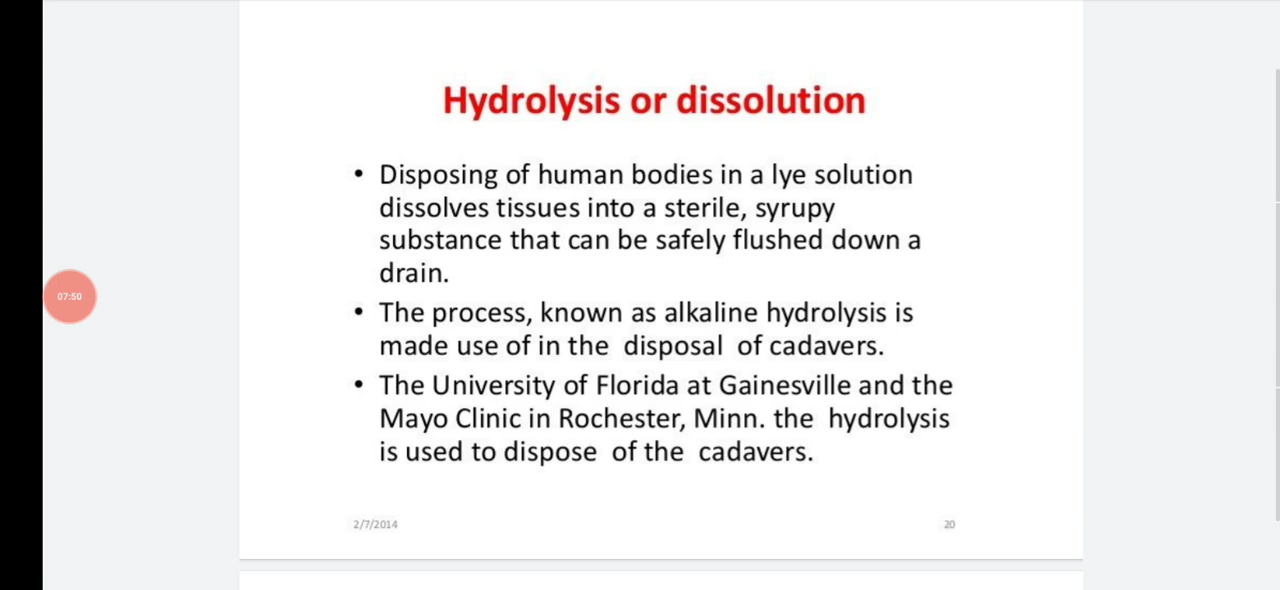 Hydrolysis or dissolution
• Disposing of human bodies in a lye solution
dissolves tissues into a sterile, syrupy
substance that can be safely flushed down a
drain.
• The process, known as alkaline hydrolysis is
made use of in the  disposal  of cadavers.
• The University of Florida at Gainesville and the
Mayo Clinic in Rochester, Minn. the  hydrolysis
is used to dispose  of the  cadavers.
07:50
2/7/2014
20